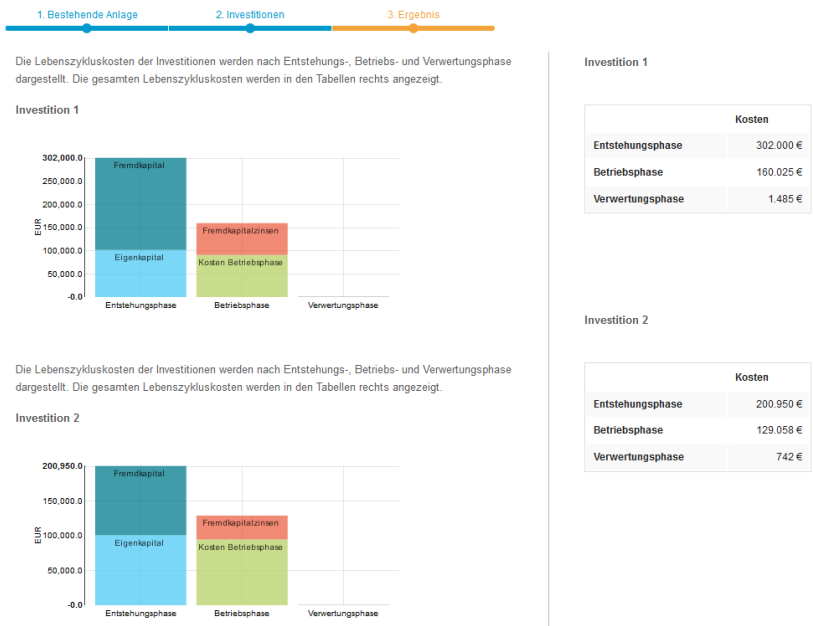 1. Bestehende Anlage 2. Investitionen 3. Ergebnis
Die Lebenszykluskosten der Investitionen werden nach Entstehungs-, Betriebs- und Verwertungsphase
dargestellt. Die gesamten Lebenszykluskosten werden in den Tabellen rechts angezeigt.
Investition 1
302,000.0
250,000.0
200,000.0
150,000.0
100,000.0
50,000.0
-0.0
EUR
Fremdkapital
Eigenkapital
Fremdkapitalzinsen
Kosten Betriebsphase
Entstehungsphase Betriebsphase Verwertungsphase
Die Lebenszykluskosten der Investitionen werden nach Entstehungs-, Betriebs- und Verwertungsphase
dargestellt. Die gesamten Lebenszykluskosten werden in den Tabellen rechts angezeigt.
Investition 2
200,950.0
150,000.0
100,000.0
50,000.0
-0.0
EUR
Fremdkapital
Eigenkapital
Fremdkapitalzinsen
Kosten Betriebsphase
Entstehungsphase Betriebsphase Verwertungsphase
Investition 1
Kosten
Entstehungsphase 302.000 €
Betriebsphase 160.025 €
Verwertungsphase 1.485 €
Investition 2
Kosten
Entstehungsphase 200.950 €
Betriebsphase 129.058 €
Verwertungsphase 742 €